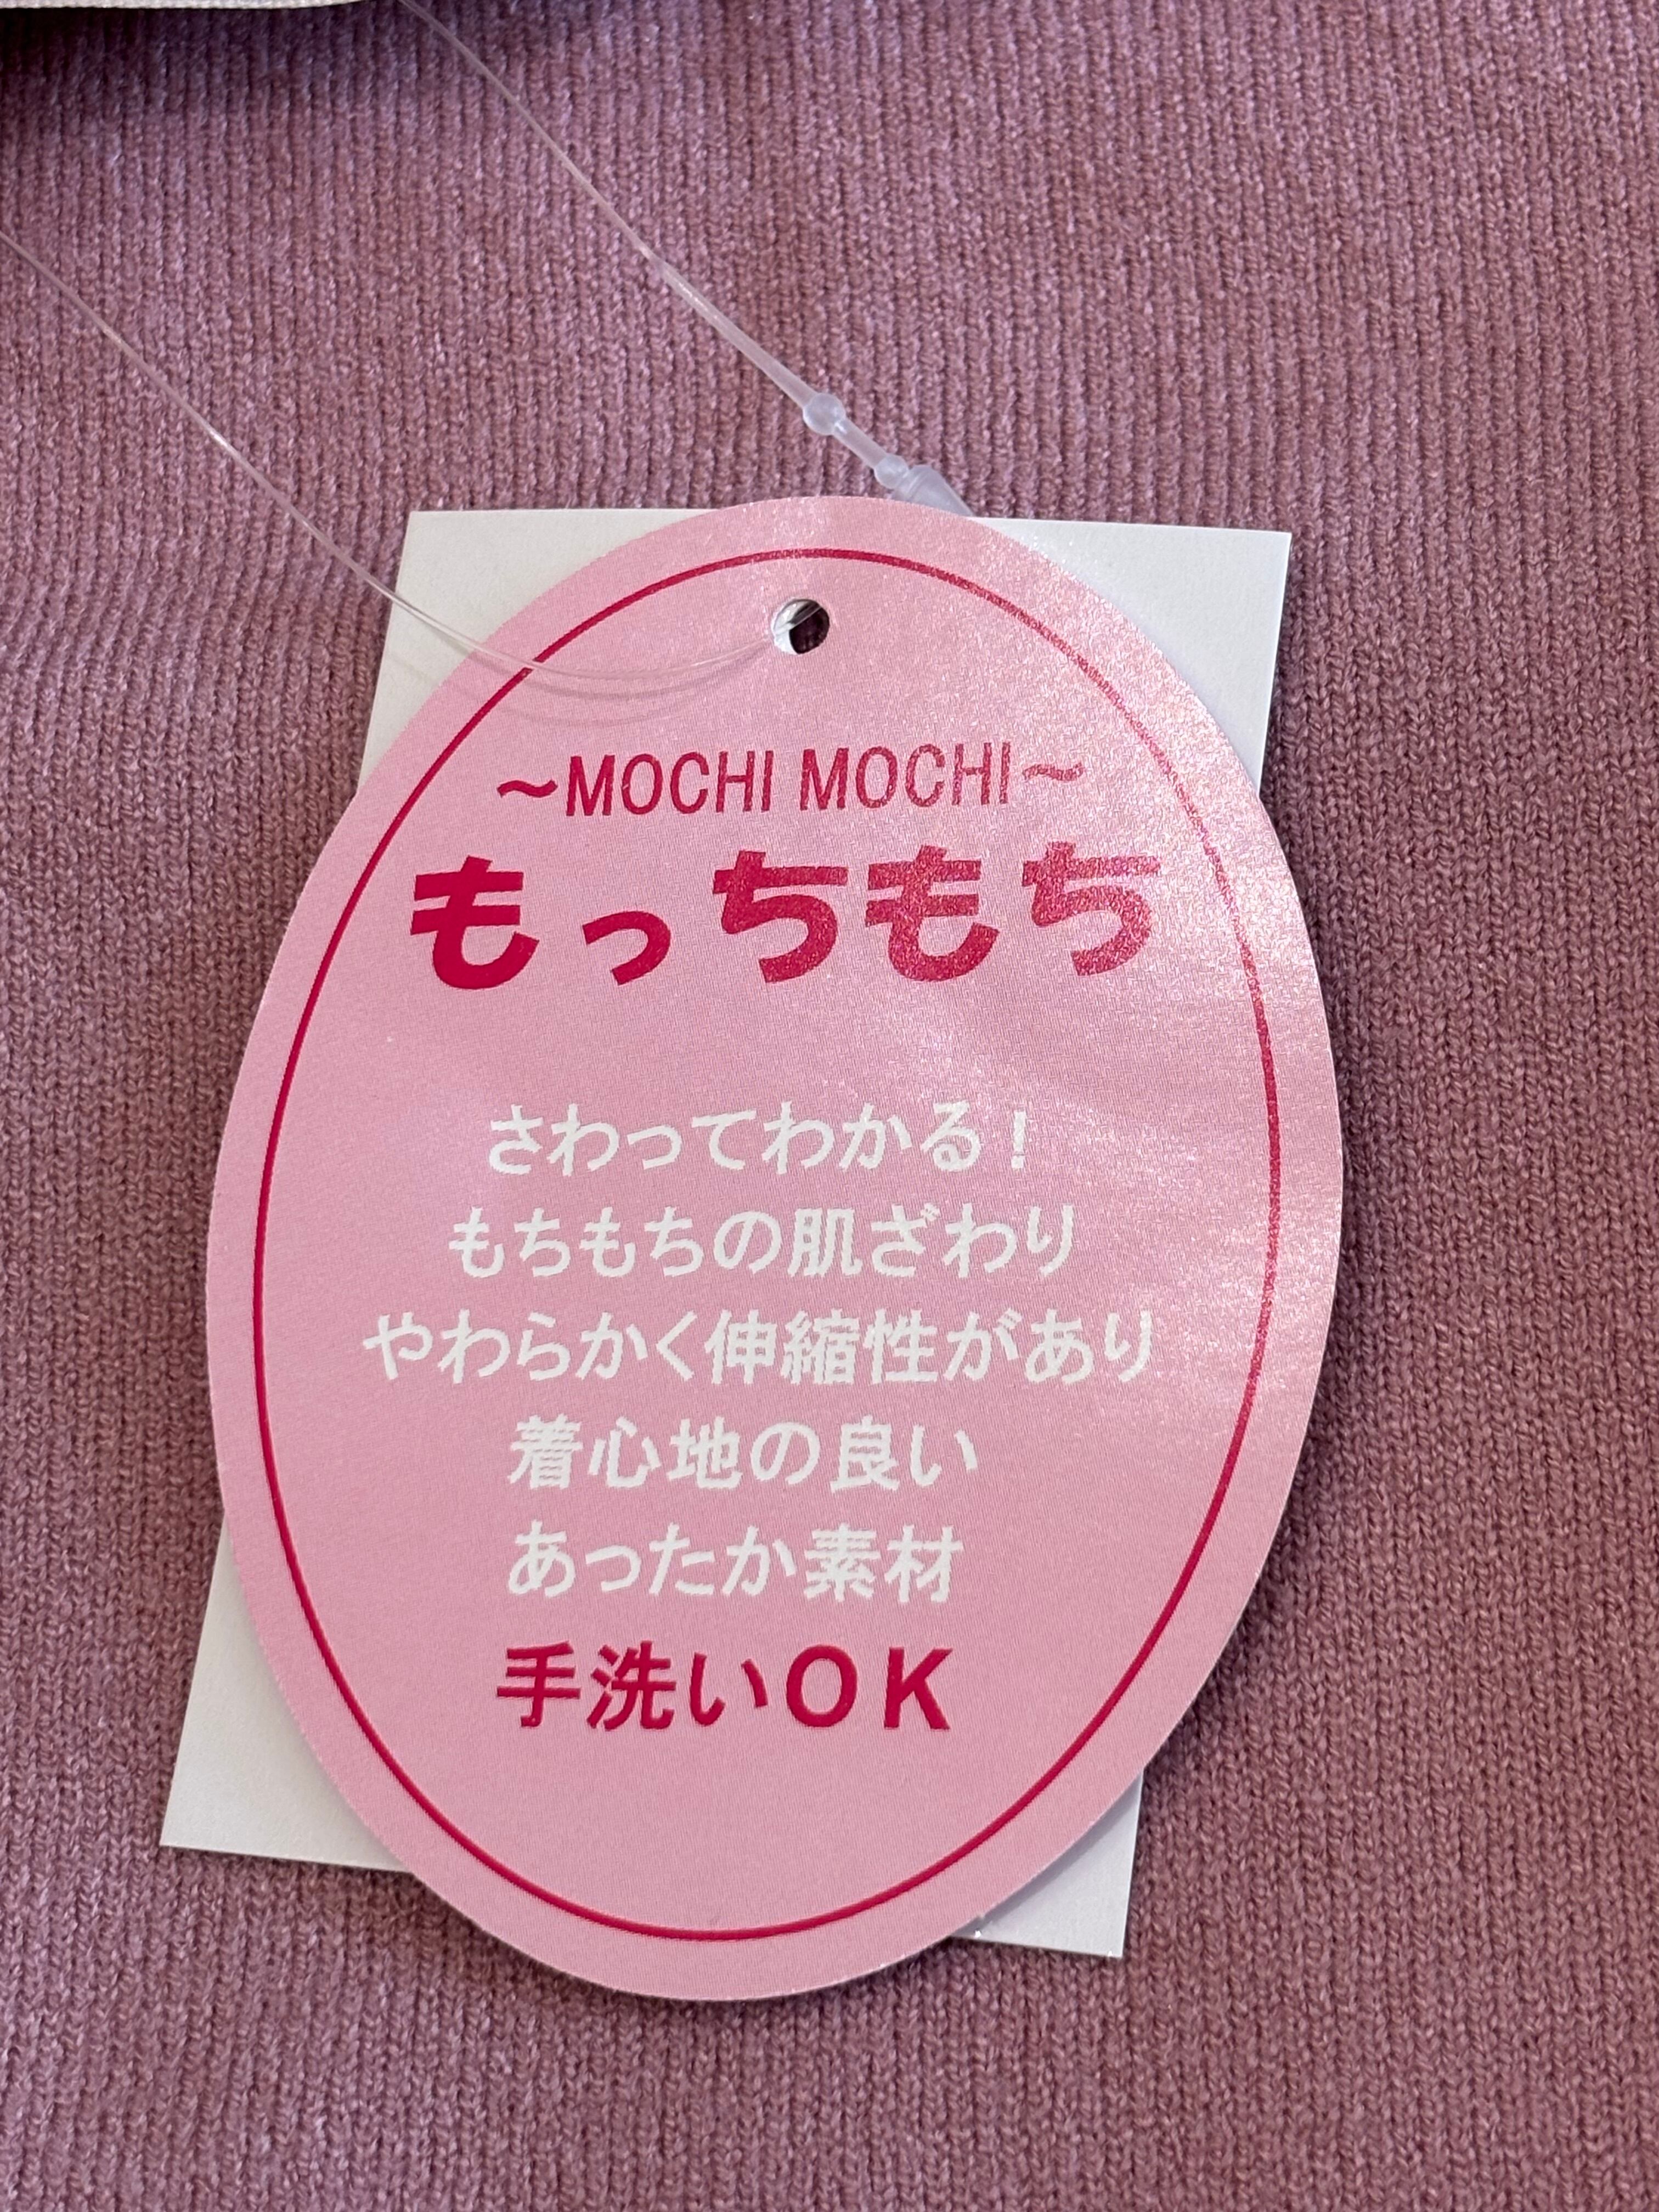 ～MOCHI MOCHI～
もっちもち
さわってわかる！
もちもちの肌ざわり
やわらかく伸縮性があり
着心地の良い
あったか素材
手洗いOK